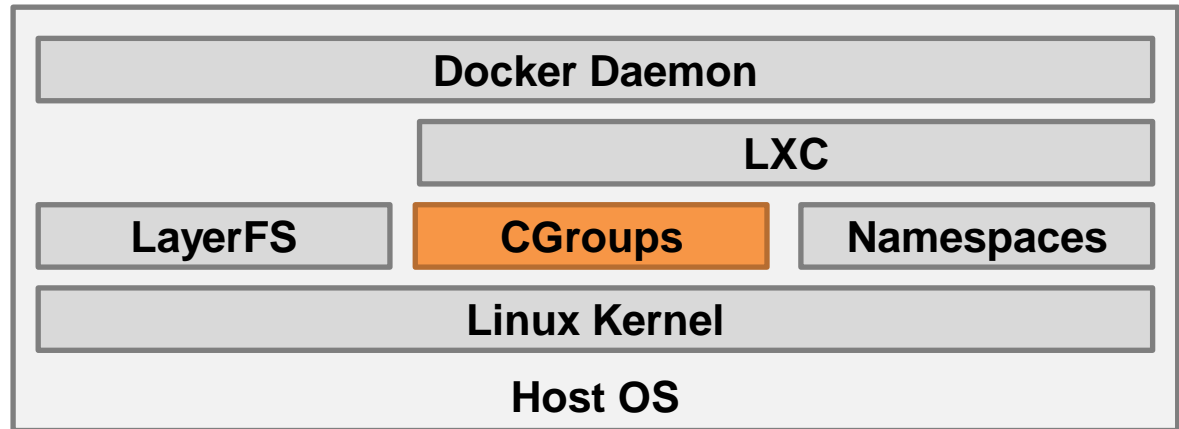 Docker Daemon
LXC
LayerFS CGroups Namespaces
Linux Kernel
Host OS